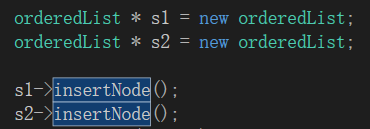 orderedList * s1 = new orderedList;
orderedList * s2 = new orderedList;
s1->insertNode();
s2->insertNode();